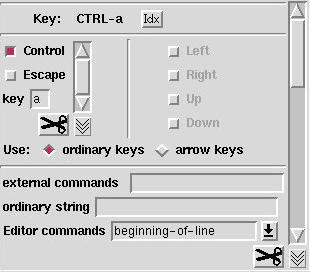 Key: CTRL-a Idx
Control
Left
Escape
Right
key a
Up
Down
Use: ordinary keys arrow keys
external commands
ordinary string
Editor commands beginning-of-line